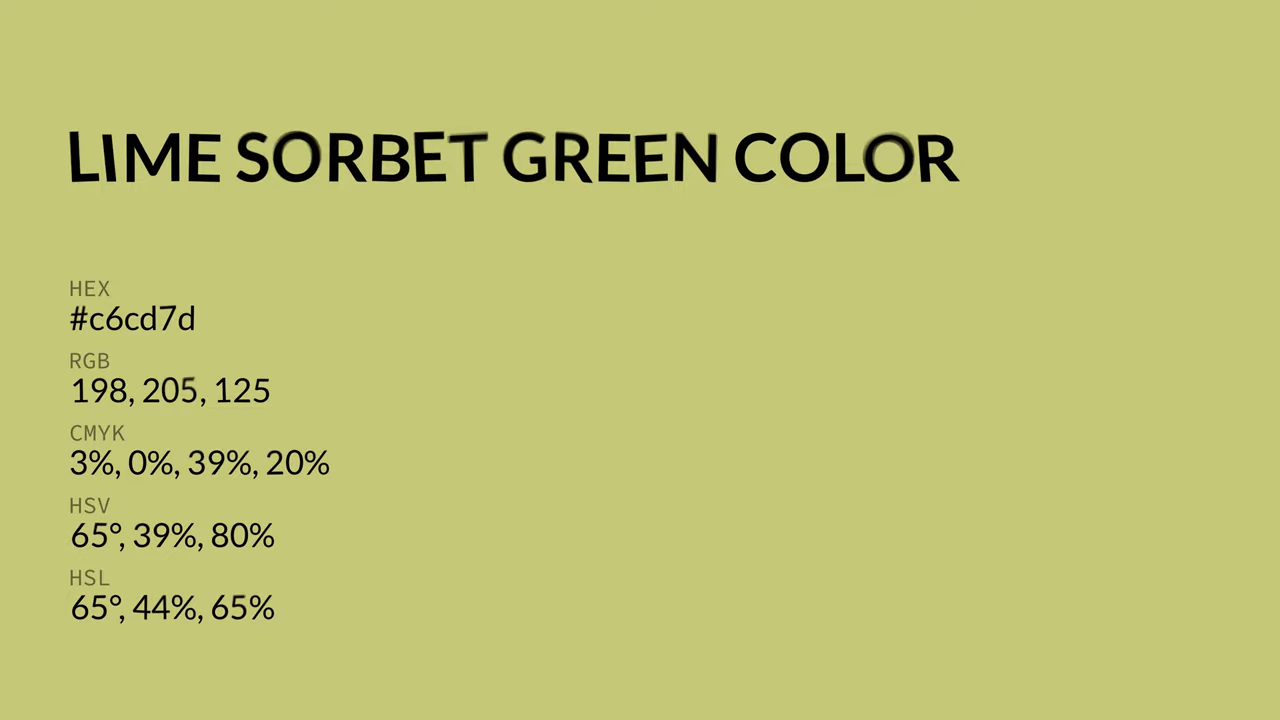 LIME SORBET GREEN COLOR
HEX
#c6cd7d
RGB
198, 205, 125
CMYK
3%, 0%, 39%, 20%
HSV
65°, 39%, 80%
HSL
65°, 44%, 65%